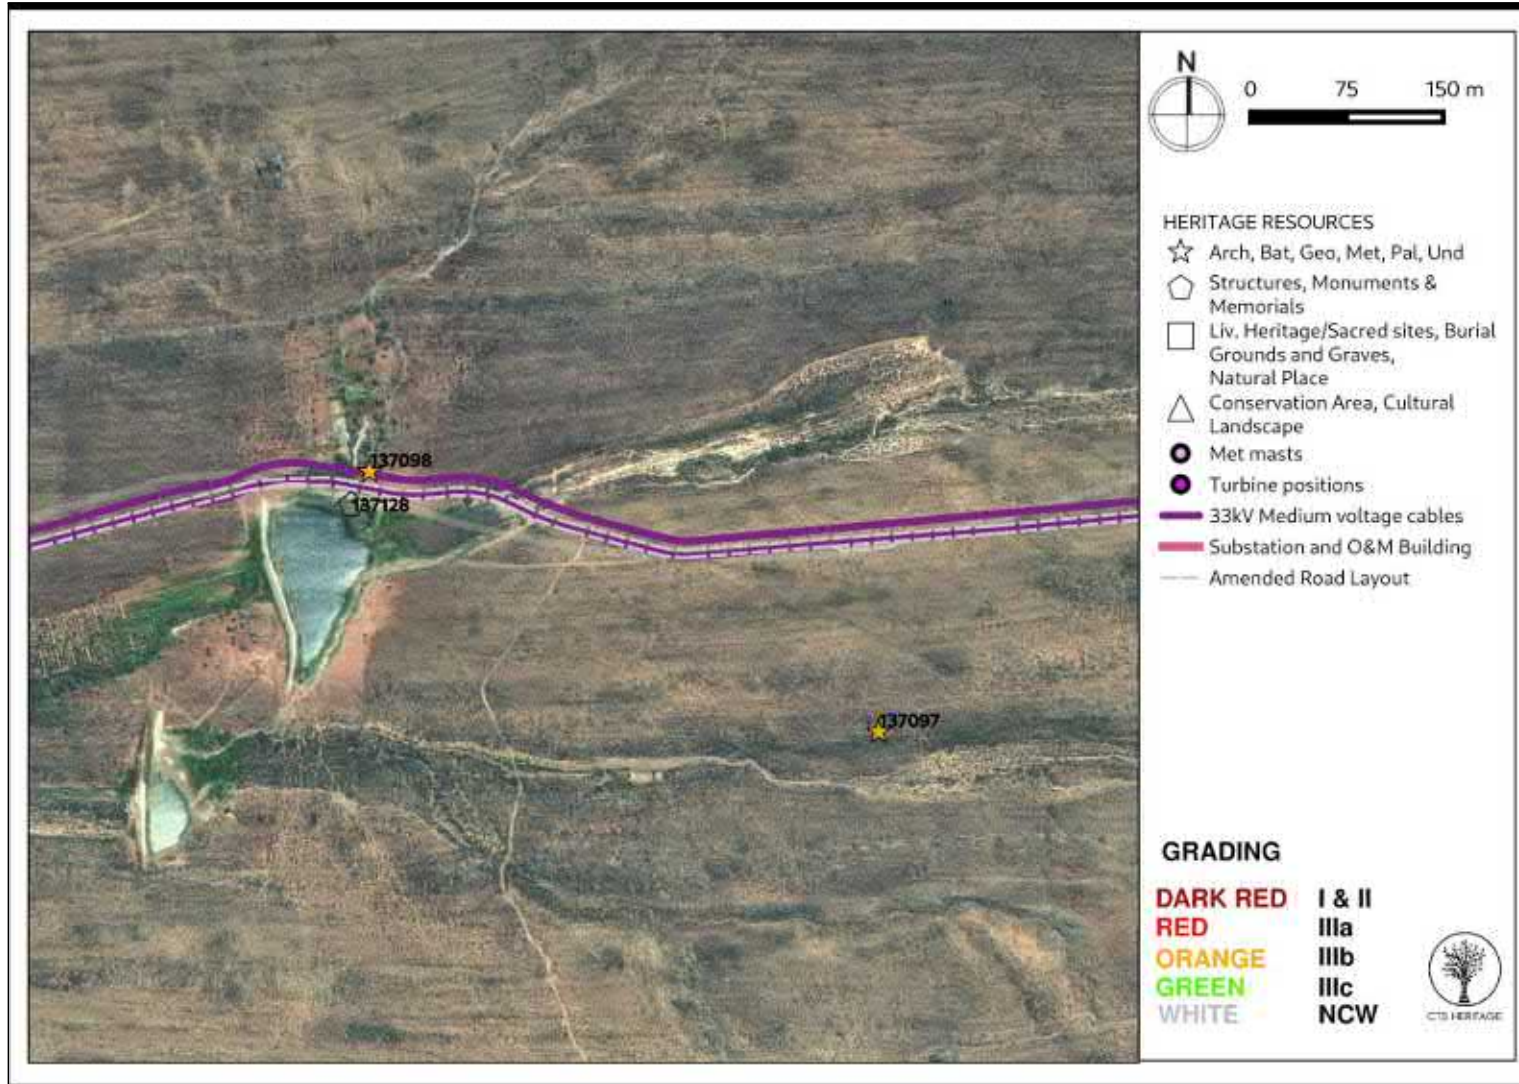 N
0 75 150 m
HERITAGE RESOURCES
Arch, Bat, Geo, Met, Pal, Und
Structures, Monuments &
Memorials
Liv. Heritage/Sacred sites, Burial
Grounds and Graves,
Natural Place
Conservation Area, Cultural
Landscape
Met masts
Turbine positions
33kV Medium voltage cables
Substation and O&M Building
Amended Road Layout
137098
137128
137097
GRADING
DARK RED I & II
RED IIIa
ORANGE IIIb
GREEN IIIc
WHITE NCW
CTS HERITAGE